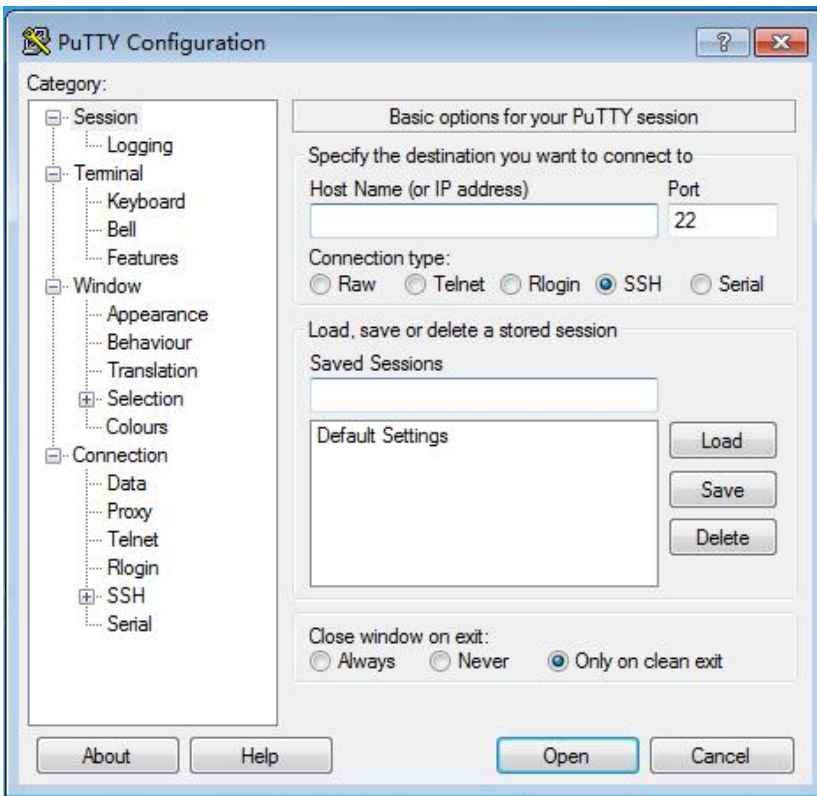 PuTTY Configuration
Category:
Session
Logging
Terminal
Keyboard
Bell
Features
Window
Appearance
Behaviour
Translation
Selection
Colours
Connection
Data
Proxy
Telnet
Rlogin
SSH
Serial
Basic options for your PuTTY session
Specify the destination you want to connect to
Host Name (or IP address) Port
22
Connection type:
Raw Telnet Rlogin SSH Serial
Load, save or delete a stored session
Saved Sessions
Default Settings
Load
Save
Delete
Close window on exit:
Always Never Only on clean exit
About Help Open Cancel